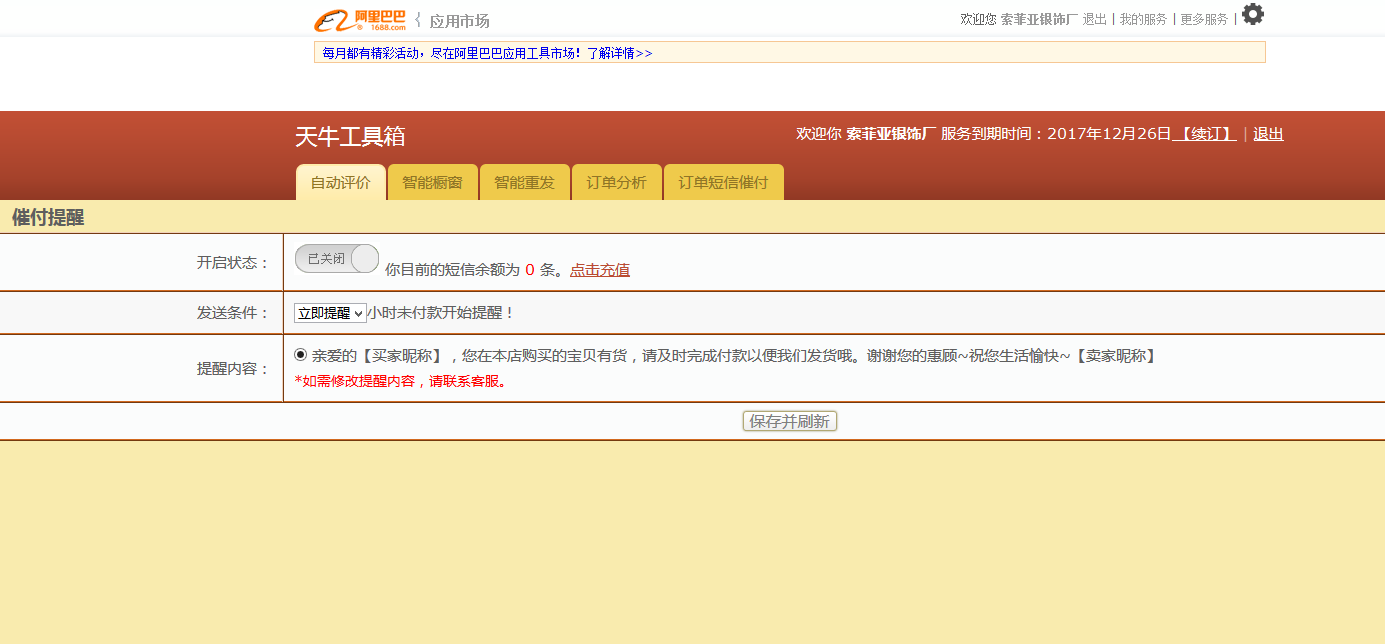 阿里巴巴 1688.com 应用市场 欢迎您 索菲亚银饰厂 退出 | 我的服务 | 更多服务 |
每月都有精彩活动，尽在阿里巴巴应用工具市场！了解详情>>
天牛工具箱 欢迎你 索菲亚银饰厂 服务到期时间：2017年12月26日 【续订】 | 退出
自动评价 智能橱窗 智能重发 订单分析 订单短信催付
催付提醒
开启状态： 已关闭 你目前的短信余额为 0 条。点击充值
发送条件： 立即提醒 小时未付款开始提醒！
提醒内容： 亲爱的【买家昵称】，您在本店购买的宝贝有货，请及时完成付款以便我们发货哦。谢谢您的惠顾~祝您生活愉快~【卖家昵称】
*如需修改提醒内容，请联系客服。
保存并刷新